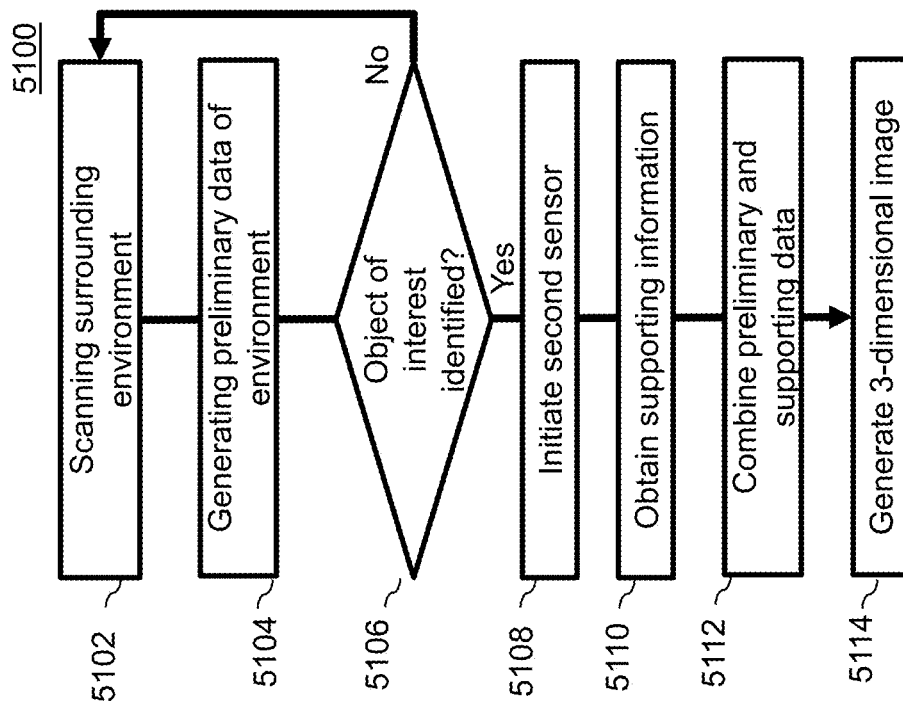 5100
5102
Scanning surrounding
environment
5104
Generating preliminary data of
environment
5106
Object of
interest
identified?
No
Yes
5108
Initiate second sensor
5110
Obtain supporting information
5112
Combine preliminary and
supporting data
5114
Generate 3-dimensional image